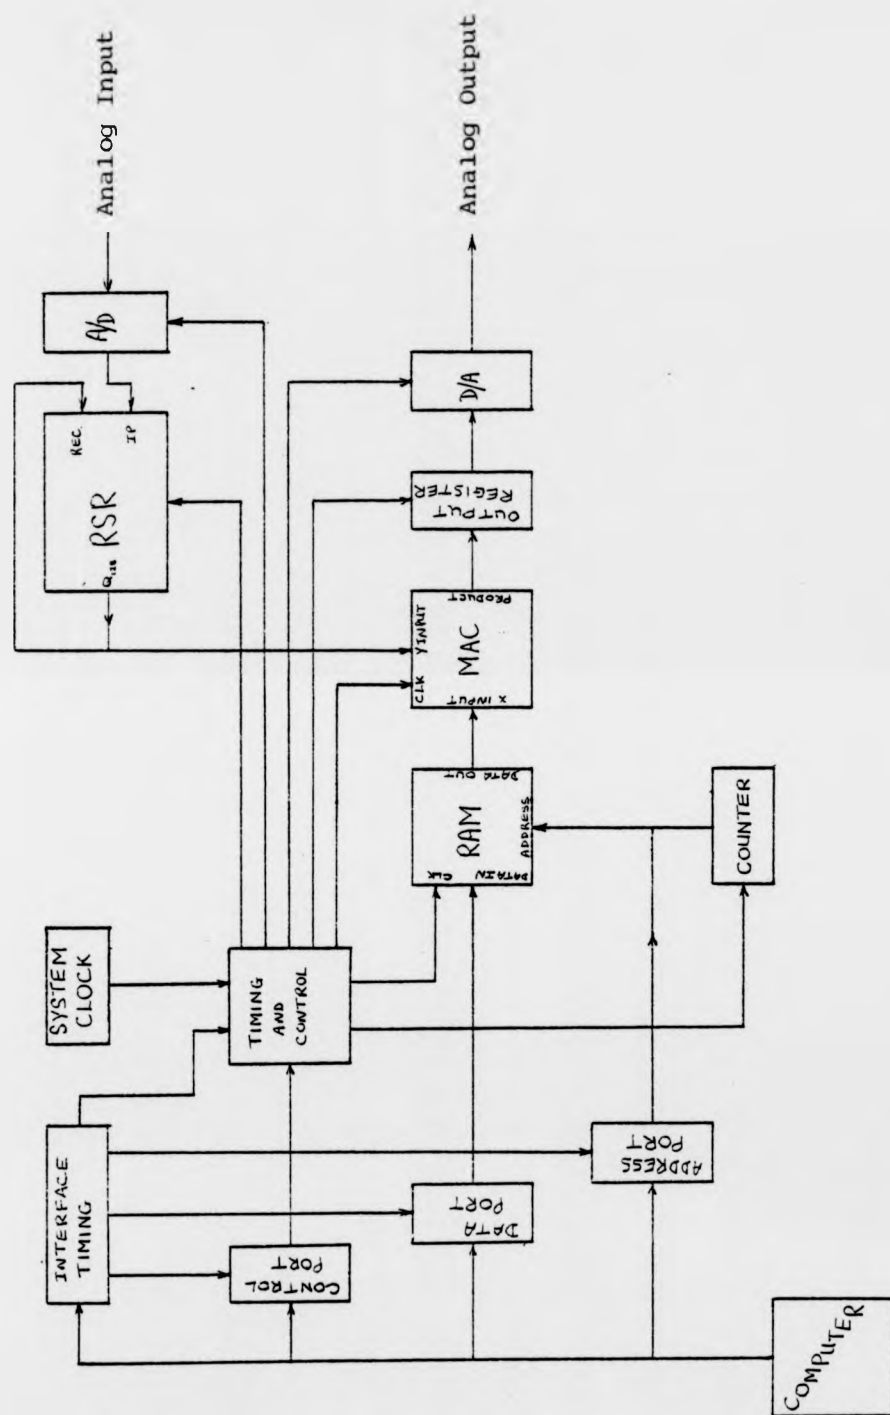 INTERFACE
TIMING
SYSTEM
CLOCK
REC.
IP
RSR
Q128
A/D
Analog Input
CONTROL
PORT
TIMING
AND
CONTROL
DATA
PORT
CLK
DATA IN
RAM
DATA OUT
ADDRESS
CLK
Y INPUT
X INPUT
MAC
PRODUCT
OUTPUT
REGISTER
D/A
Analog Output
ADDRESS
PORT
COUNTER
COMPUTER